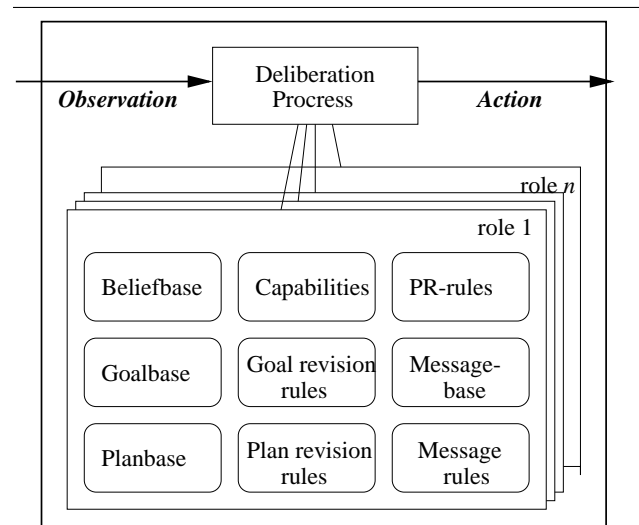 Deliberation
Procress
Observation
Action
role n
role 1
Beliefbase
Capabilities
PR-rules
Goalbase
Goal revision
rules
Message-
base
Planbase
Plan revision
rules
Message
rules